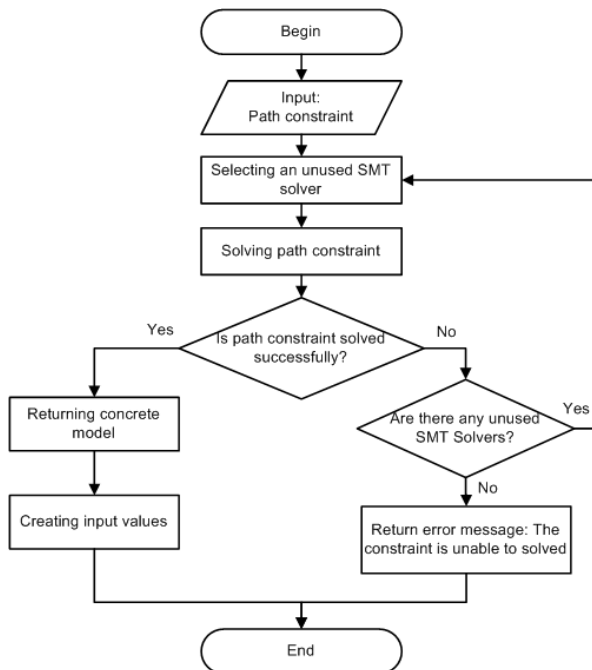 Begin
Input:
Path constraint
Selecting an unused SMT
solver
Solving path constraint
Yes
No
Is path constraint solved
successfully?
Returning concrete
model
Are there any unused
SMT Solvers?
Yes
No
Creating input values
Return error message: The
constraint is unable to solved
End